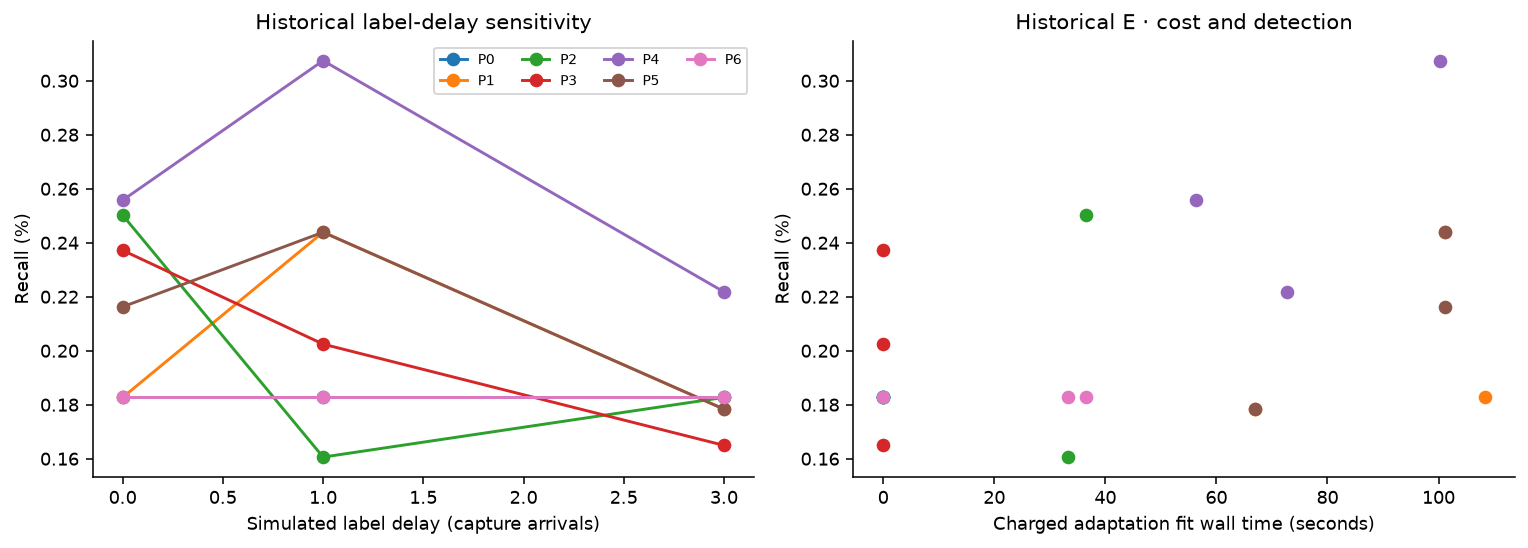 Historical label-delay sensitivity
P0 P2 P4 P6
P1 P3 P5
Recall (%)
0.30
0.28
0.26
0.24
0.22
0.20
0.18
0.16
0.0 0.5 1.0 1.5 2.0 2.5 3.0
Simulated label delay (capture arrivals)
Historical E · cost and detection
Recall (%)
0.30
0.28
0.26
0.24
0.22
0.20
0.18
0.16
0 20 40 60 80 100
Charged adaptation fit wall time (seconds)